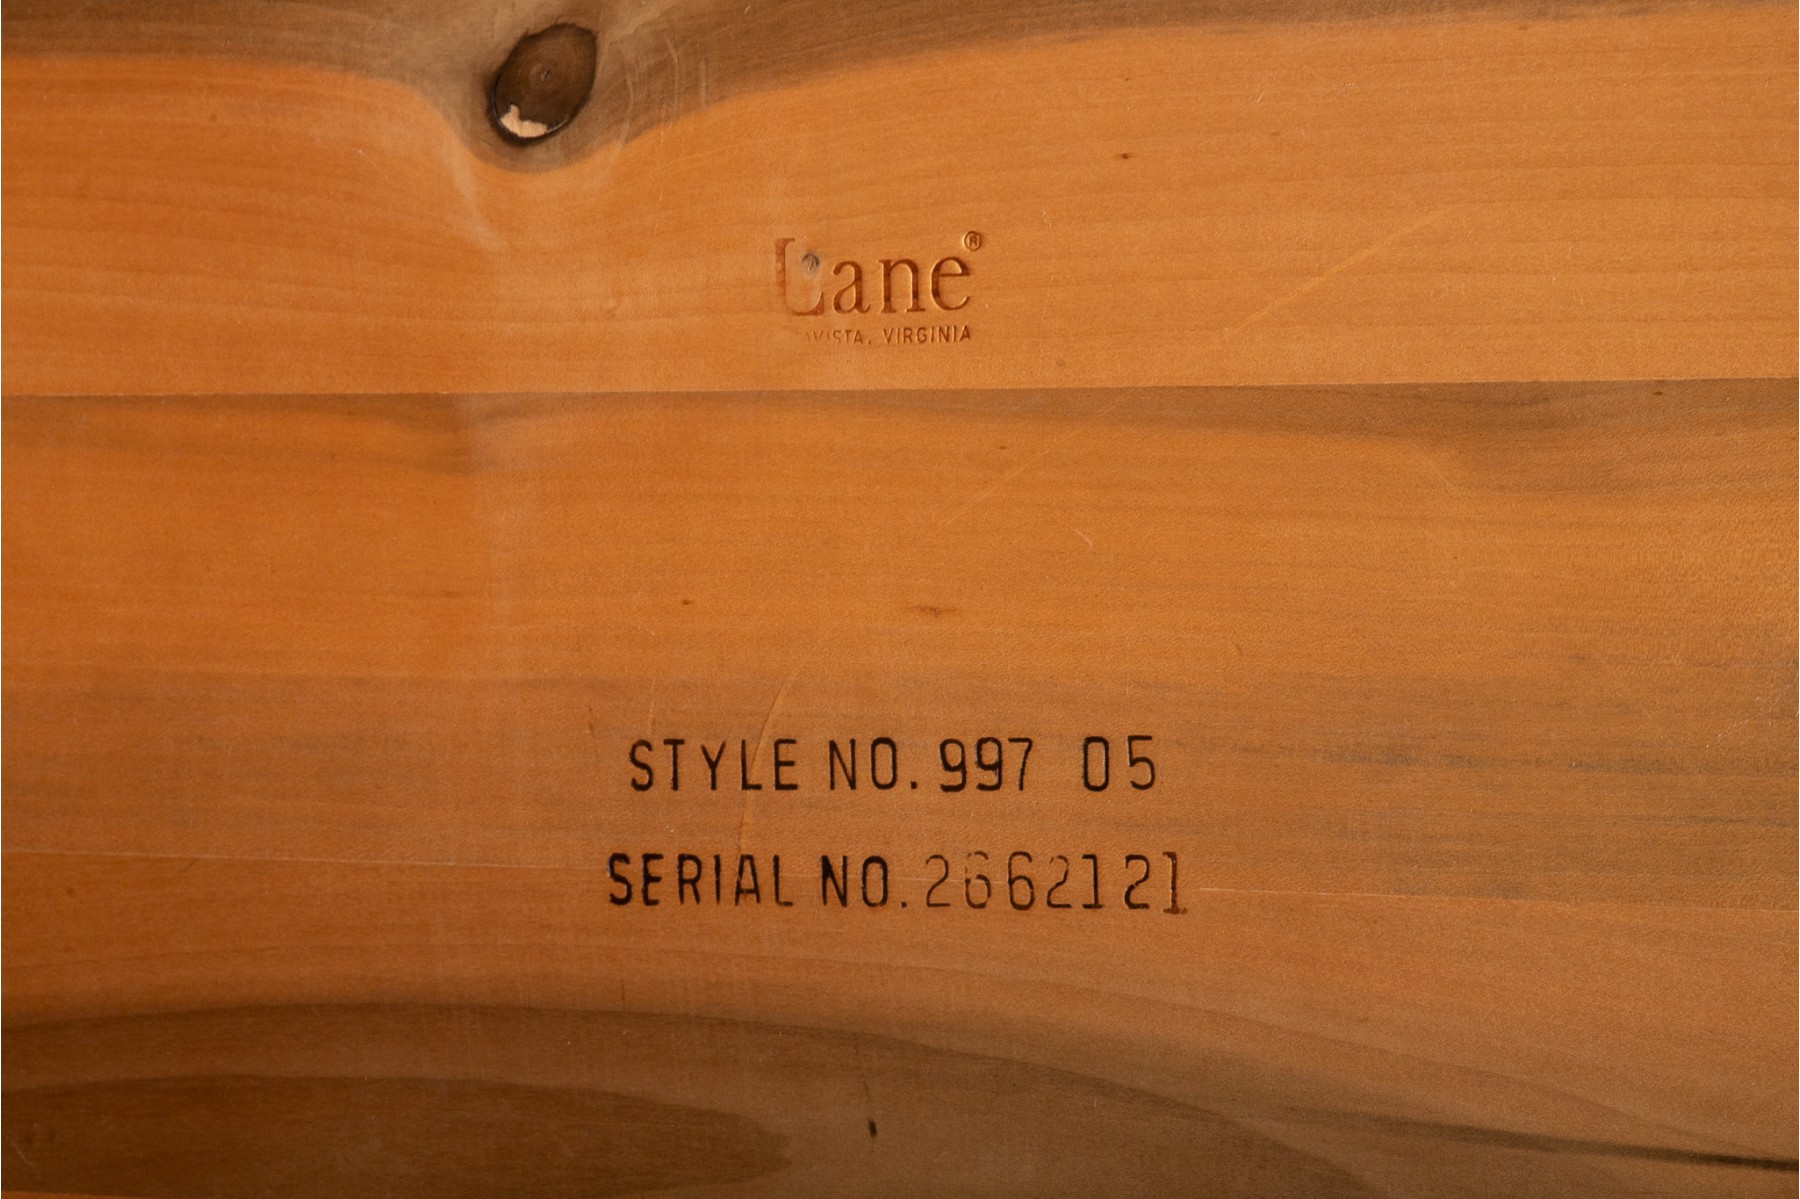 Lane®
VISTA, VIRGINIA
STYLE NO. 997 05
SERIAL NO. 2662121